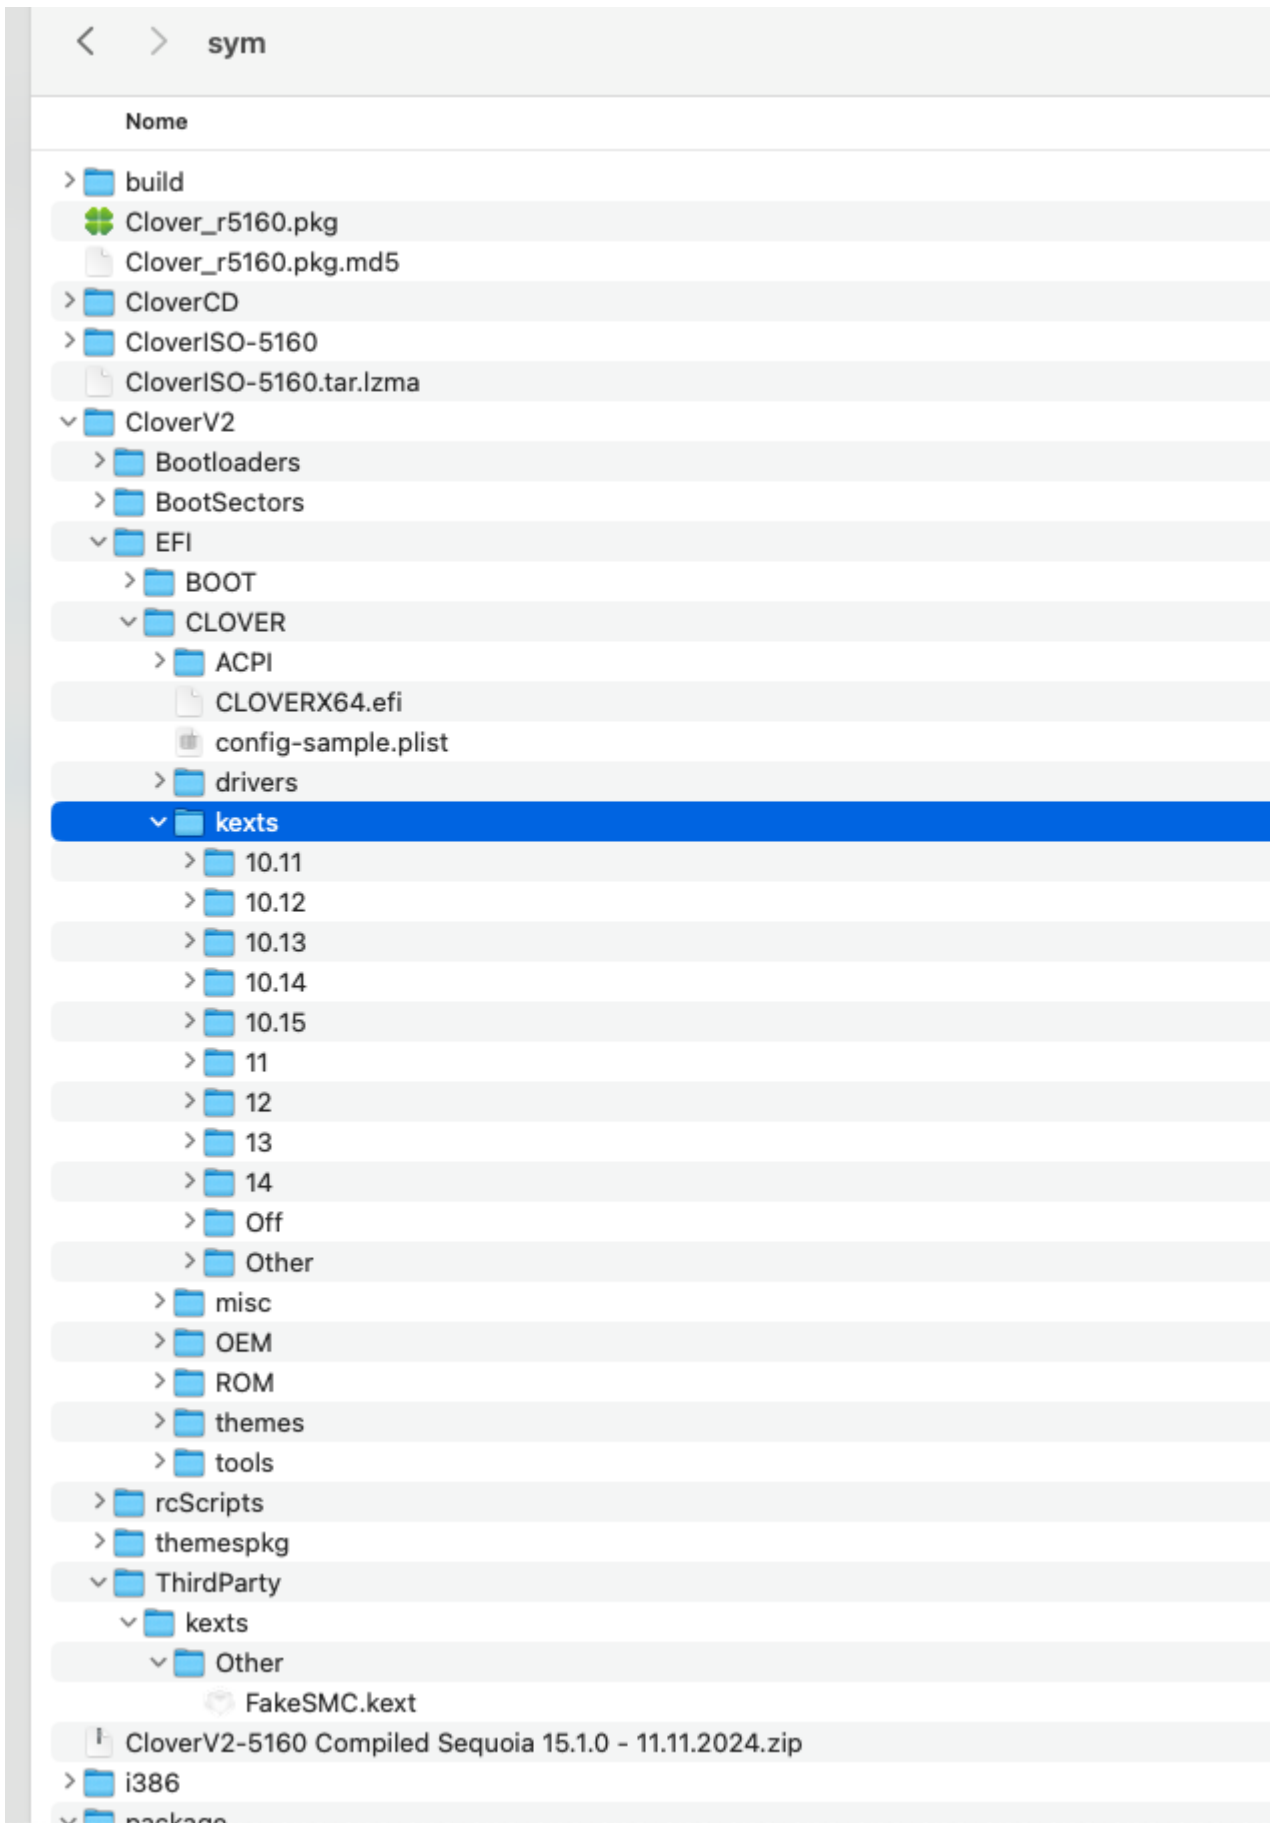 sym
Nome
build
Clover_r5160.pkg
Clover_r5160.pkg.md5
CloverCD
CloverISO-5160
CloverISO-5160.tar.lzma
CloverV2
Bootloaders
BootSectors
EFI
BOOT
CLOVER
ACPI
CLOVERX64.efi
config-sample.plist
drivers
kexts
10.11
10.12
10.13
10.14
10.15
11
12
13
14
Off
Other
misc
OEM
ROM
themes
tools
rcScripts
themespkg
ThirdParty
kexts
Other
FakeSMC.kext
CloverV2-5160 Compiled Sequoia 15.1.0 - 11.11.2024.zip
i386
package